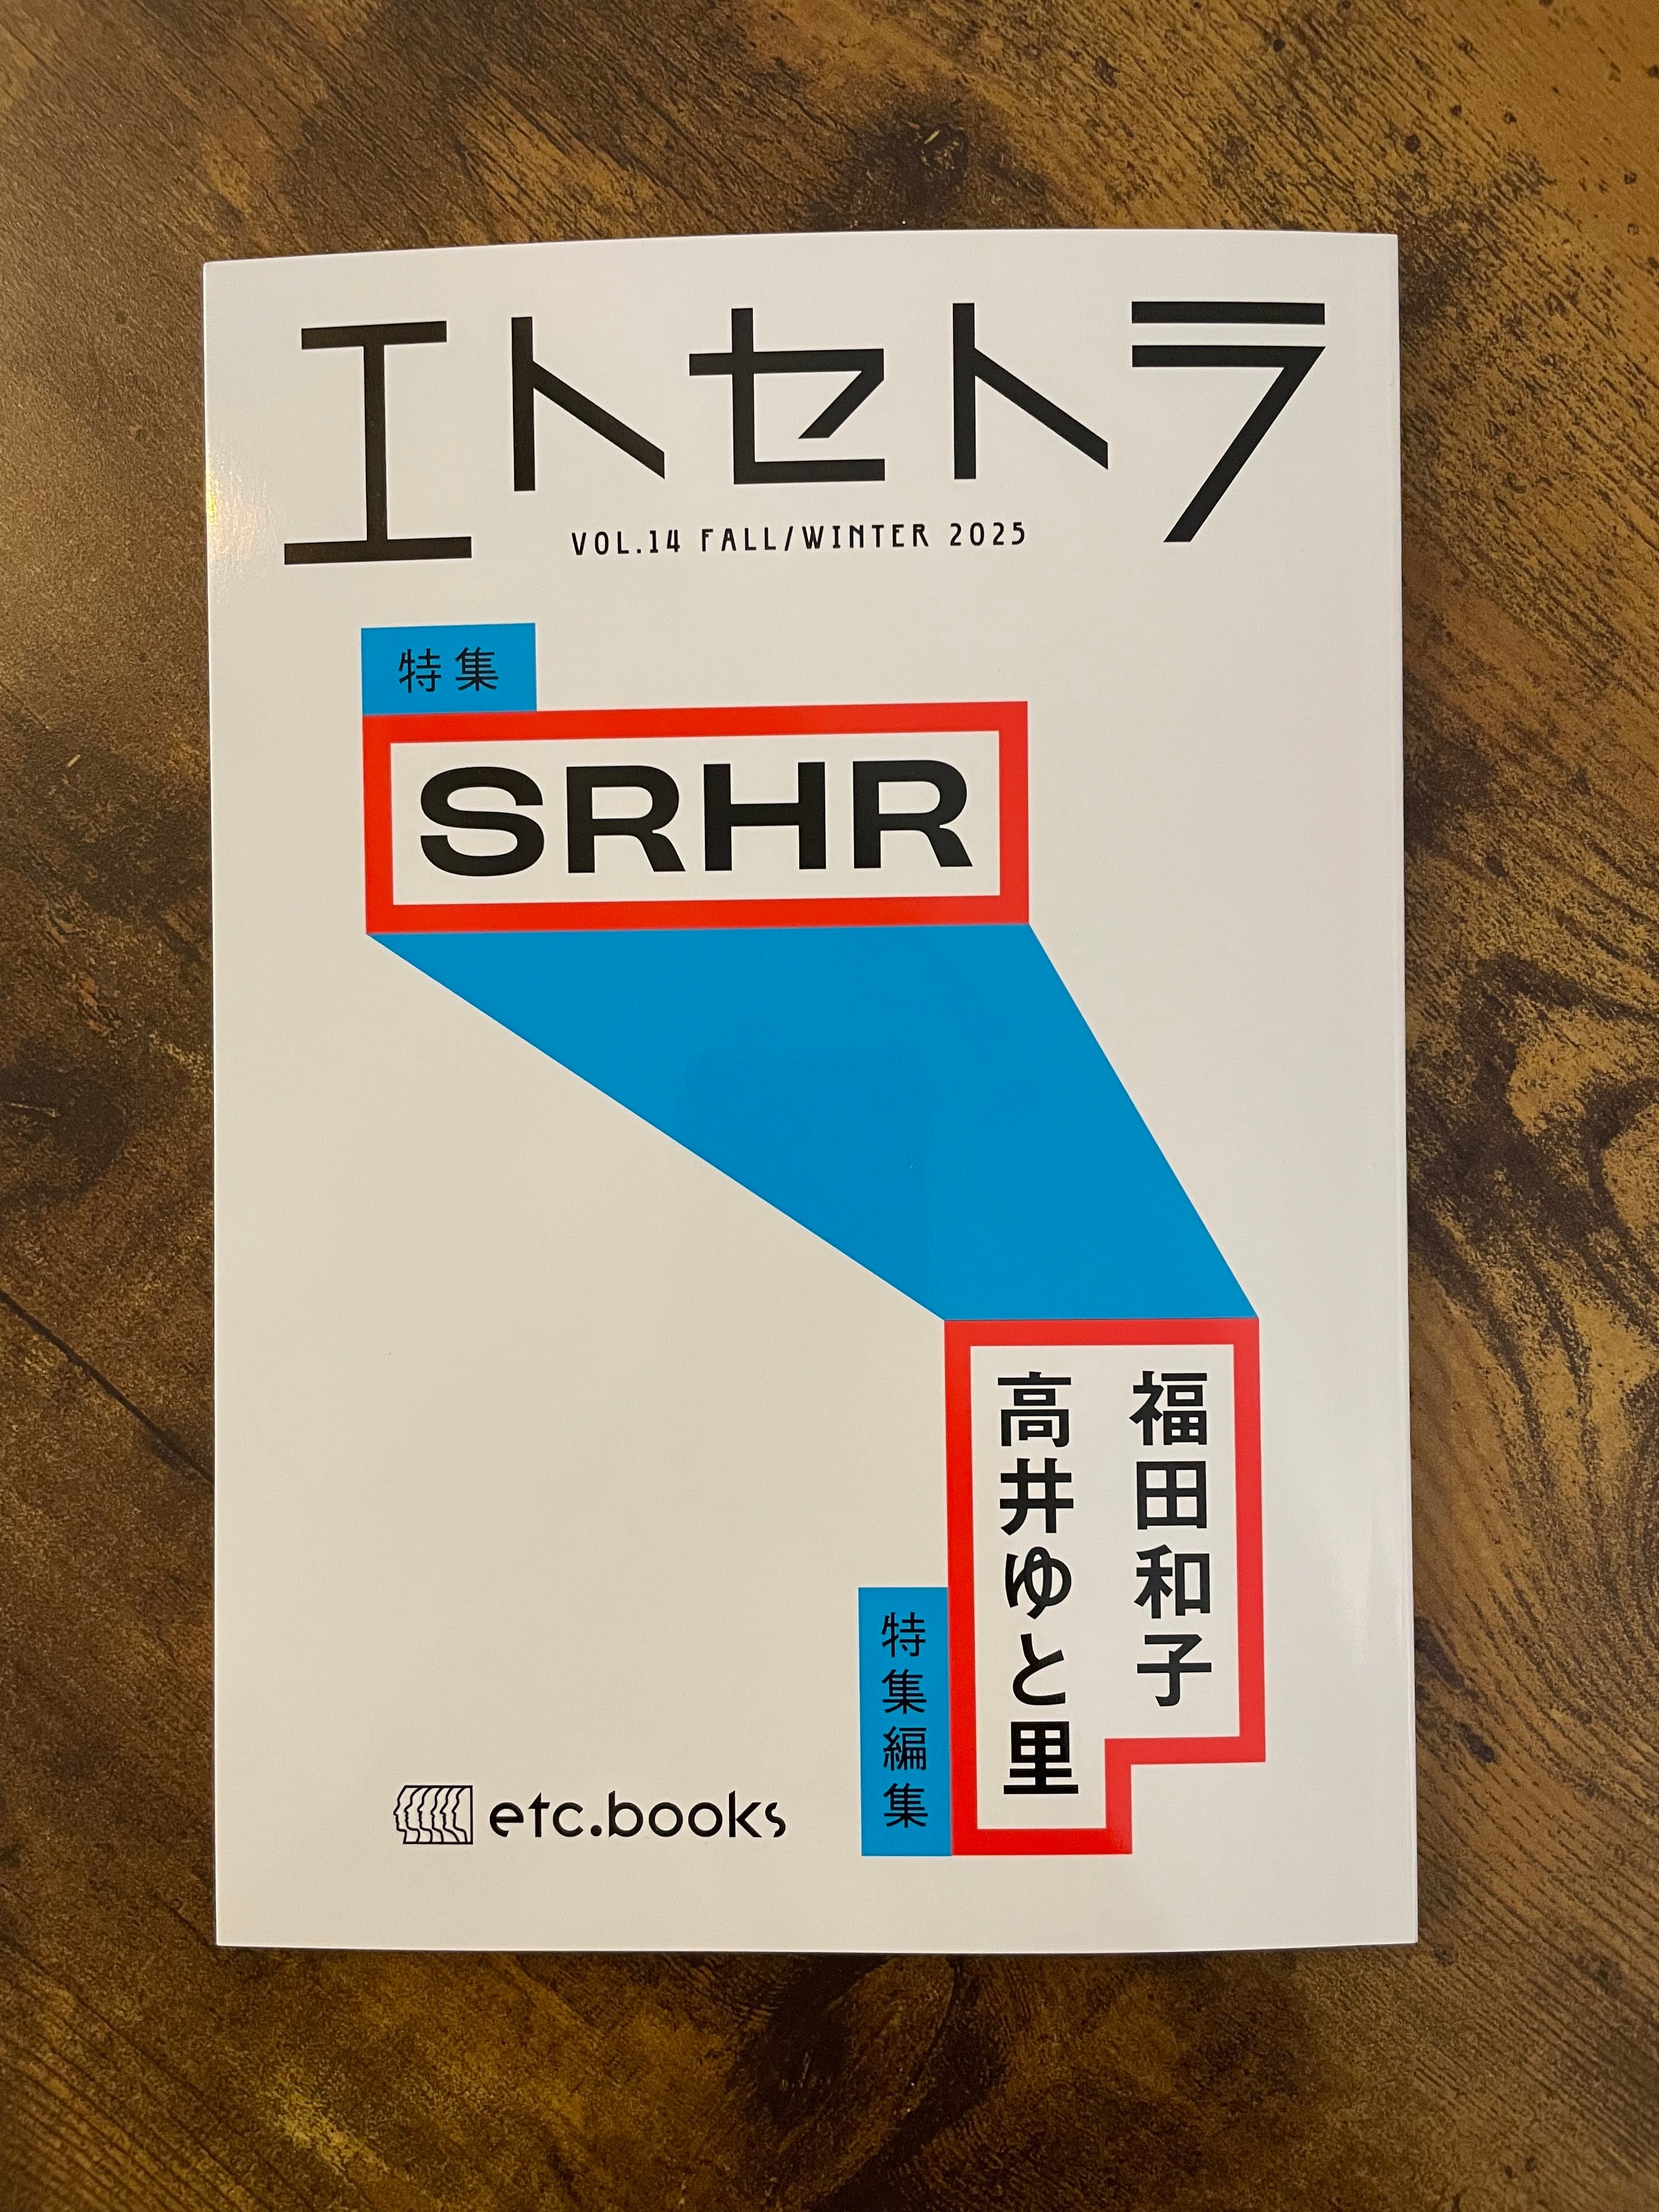 エトセトラ
VOL.14 FALL/WINTER 2025
特集
SRHR
福田和子
高井ゆと里
特集編集
etc.books